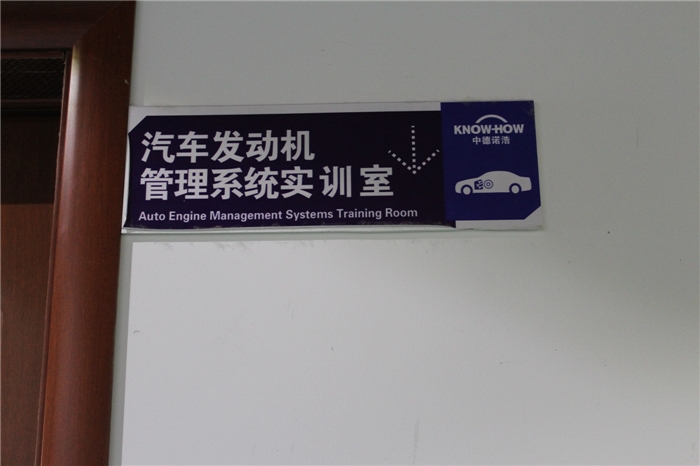 汽车发动机
管理系统实训室
Auto Engine Management Systems Training Room
KNOW-HOW
中德诺浩